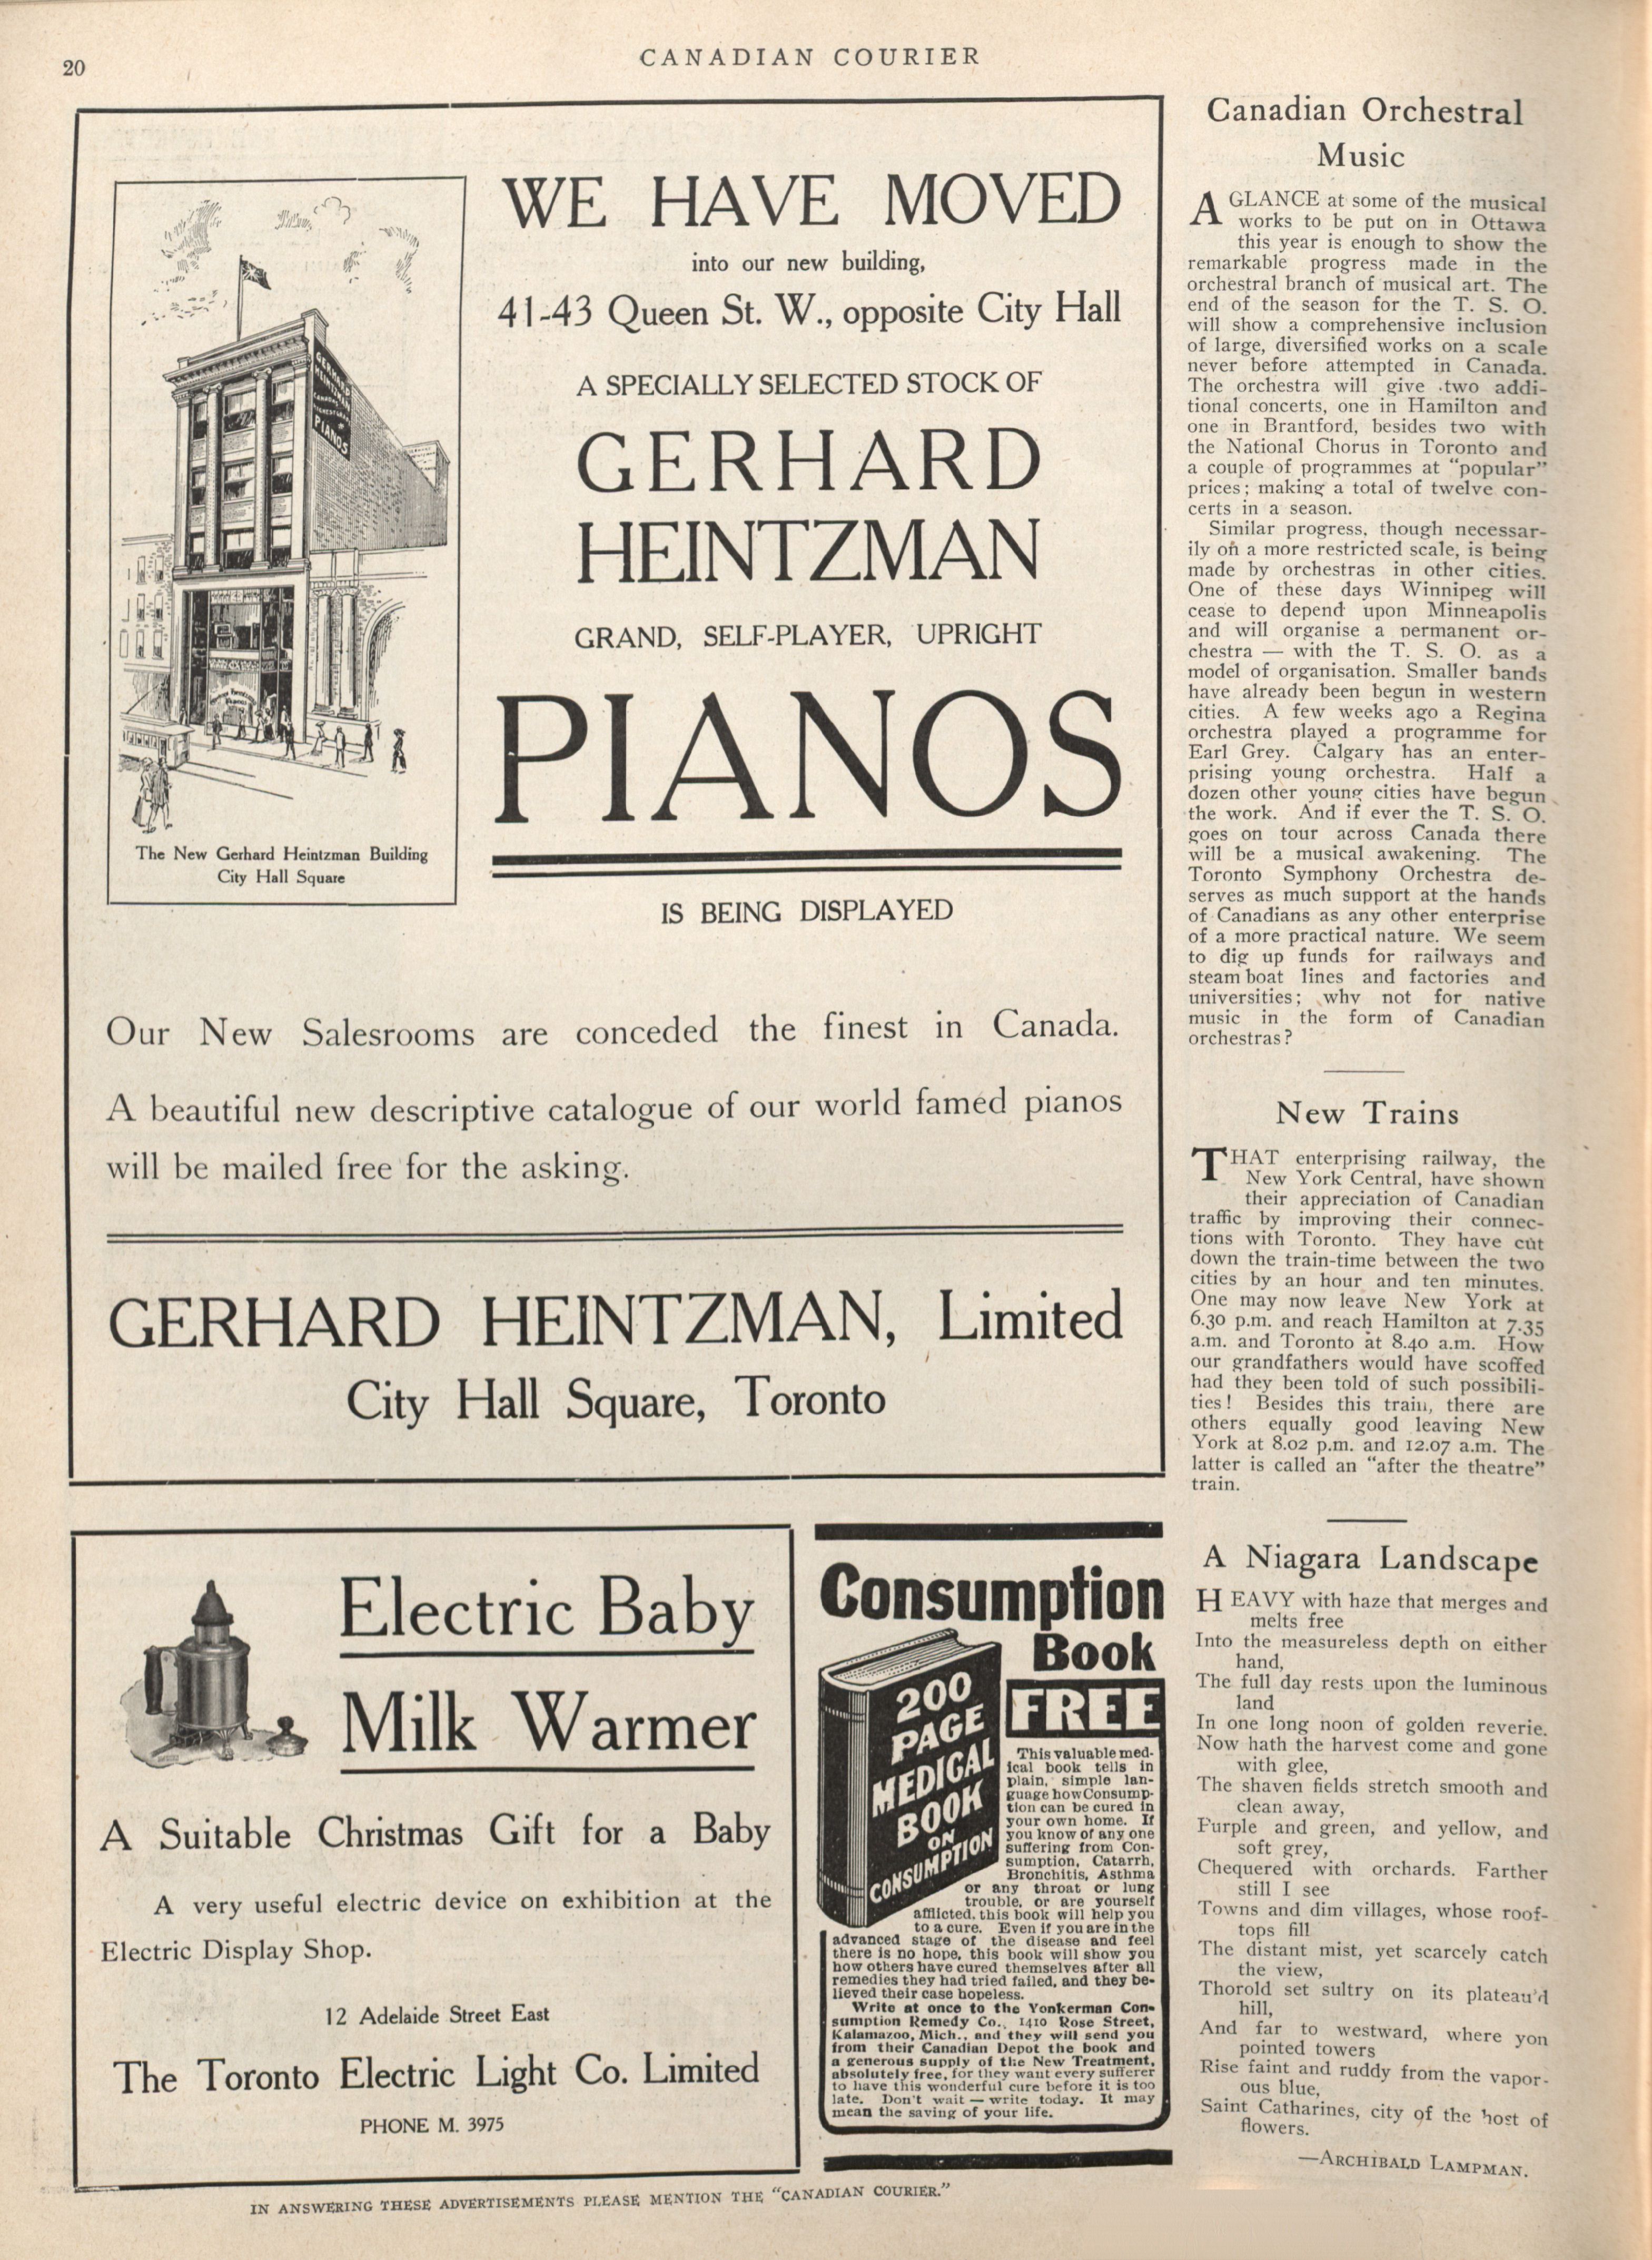 20
CANADIAN COURIER
WE HAVE MOVED
into our new building,
41-43 Queen St. W., opposite City Hall
A SPECIALLY SELECTED STOCK OF
GERHARD
HEINTZMAN
GRAND, SELF-PLAYER, UPRIGHT
PIANOS
IS BEING DISPLAYED
GERHARD
HEINTZMAN
PIANOS
The New Gerhard Heintzman Building
City Hall Square
Our New Salesrooms are conceded the finest in Canada.
A beautiful new descriptive catalogue of our world famed pianos
will be mailed free for the asking.
GERHARD HEINTZMAN, Limited
City Hall Square, Toronto
Electric Baby
Milk Warmer
A Suitable Christmas Gift for a Baby
A very useful electric device on exhibition at the
Electric Display Shop.
12 Adelaide Street East
The Toronto Electric Light Co. Limited
PHONE M. 3975
Consumption
Book
FREE
200
PAGE
MEDICAL
BOOK
ON
CONSUMPTION
This valuable med-
ical book tells in
plain, simple lan-
guage how Consump-
tion can be cured in
your own home. If
you know of any one
suffering from Con-
sumption, Catarrh,
Bronchitis, Asthma
or any throat or lung
trouble, or are yourself
afflicted, this book will help you
to a cure. Even if you are in the
advanced stage of the disease and feel
there is no hope, this book will show you
how others have cured themselves after all
remedies they had tried failed, and they be-
lieved their case hopeless.
Write at once to the Yonkerman Con-
sumption Remedy Co., 1410 Rose Street,
Kalamazoo, Mich., and they will send you
from their Canadian Depot the book and
a generous supply of the New Treatment,
absolutely free, for they want every sufferer
to have this wonderful cure before it is too
late. Don't wait — write today. It may
mean the saving of your life.
Canadian Orchestral
Music
A GLANCE at some of the musical
works to be put on in Ottawa
this year is enough to show the
remarkable progress made in the
orchestral branch of musical art. The
end of the season for the T. S. O.
will show a comprehensive inclusion
of large, diversified works on a scale
never before attempted in Canada.
The orchestra will give two addi-
tional concerts, one in Hamilton and
one in Brantford, besides two with
the National Chorus in Toronto and
a couple of programmes at "popular"
prices; making a total of twelve con-
certs in a season.
Similar progress, though necessar-
ily on a more restricted scale, is being
made by orchestras in other cities.
One of these days Winnipeg will
cease to depend upon Minneapolis
and will organise a permanent or-
chestra — with the T. S. O. as a
model of organisation. Smaller bands
have already been begun in western
cities. A few weeks ago a Regina
orchestra played a programme for
Earl Grey. Calgary has an enter-
prising young orchestra. Half a
dozen other young cities have begun
the work. And if ever the T. S. O.
goes on tour across Canada there
will be a musical awakening. The
Toronto Symphony Orchestra de-
serves as much support at the hands
of Canadians as any other enterprise
of a more practical nature. We seem
to dig up funds for railways and
steam boat lines and factories and
universities; why not for native
music in the form of Canadian
orchestras?
New Trains
THAT enterprising railway, the
New York Central, have shown
their appreciation of Canadian
traffic by improving their connec-
tions with Toronto. They have cut
down the train-time between the two
cities by an hour and ten minutes.
One may now leave New York at
6.30 p.m. and reach Hamilton at 7.35
a.m. and Toronto at 8.40 a.m. How
our grandfathers would have scoffed
had they been told of such possibili-
ties! Besides this train, there are
others equally good leaving New
York at 8.02 p.m. and 12.07 a.m. The
latter is called an "after the theatre"
train.
A Niagara Landscape
HEAVY with haze that merges and
melts free
Into the measureless depth on either
hand,
The full day rests upon the luminous
land
In one long noon of golden reverie.
Now hath the harvest come and gone
with glee,
The shaven fields stretch smooth and
clean away,
Purple and green, and yellow, and
soft grey,
Chequered with orchards. Farther
still I see
Towns and dim villages, whose roof-
tops fill
The distant mist, yet scarcely catch
the view,
Thorold set sultry on its plateau'd
hill,
And far to westward, where yon
pointed towers
Rise faint and ruddy from the vapor-
ous blue,
Saint Catharines, city of the host of
flowers.
—ARCHIBALD LAMPMAN.
IN ANSWERING THESE ADVERTISEMENTS PLEASE MENTION THE "CANADIAN COURIER."